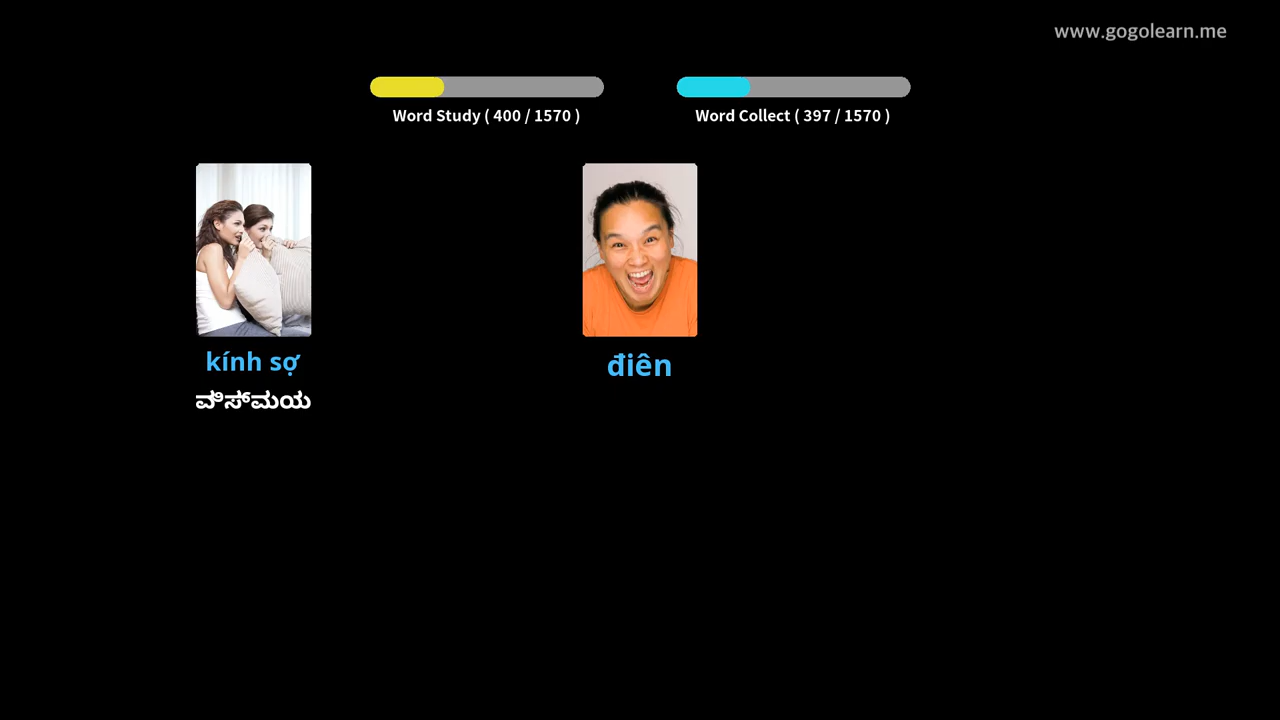 www.gogolearn.me
Word Study ( 400 / 1570 )
Word Collect ( 397 / 1570 )
kính sợ
điên
ವಿಸ್ಮಯ